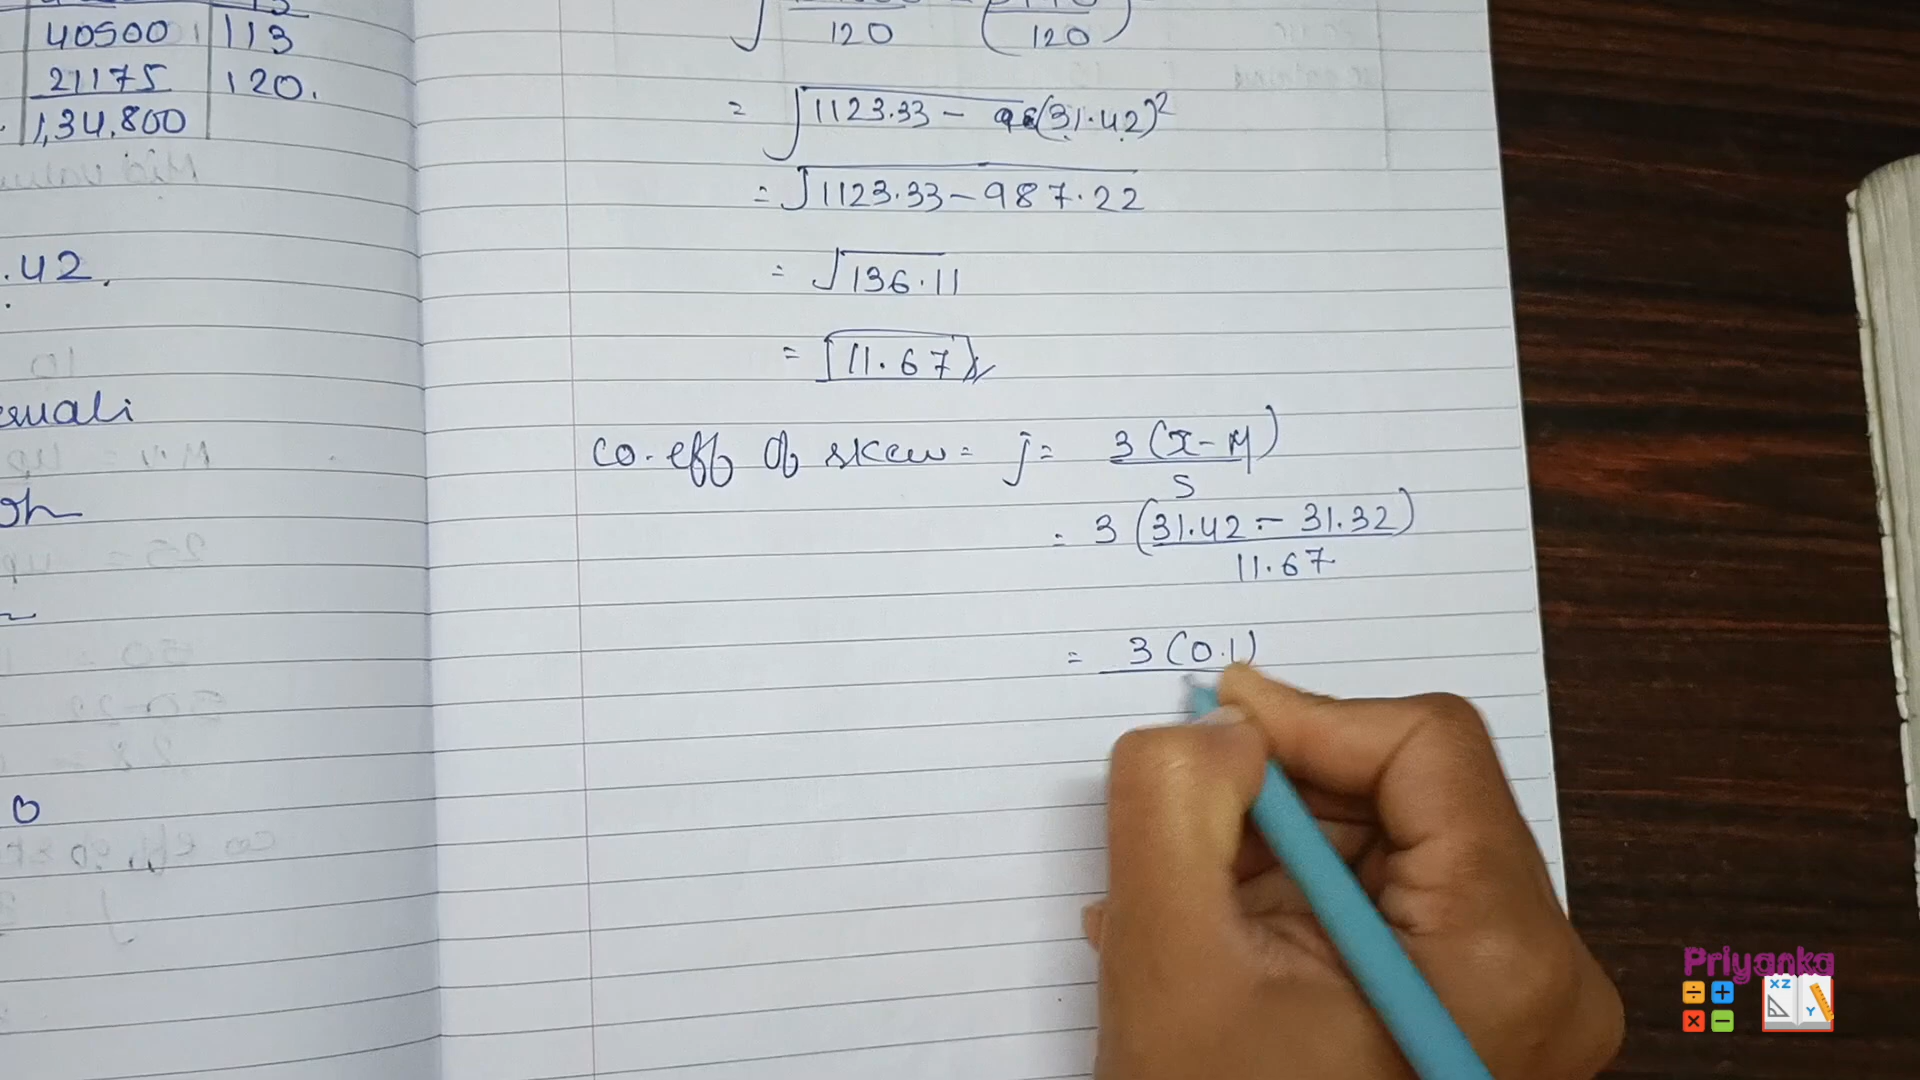 40500 113
21175 120.
1,34,800
.42.
0
120 120
= √1123.33 - (31.42)²
= √1123.33 - 987.22
= √136.11
= 11.67
co.eff of skew = j = 3(x - M)
S
= 3 (31.42 - 31.32)
11.67
= 3 (0.1)
Priyanka
XZ
Y